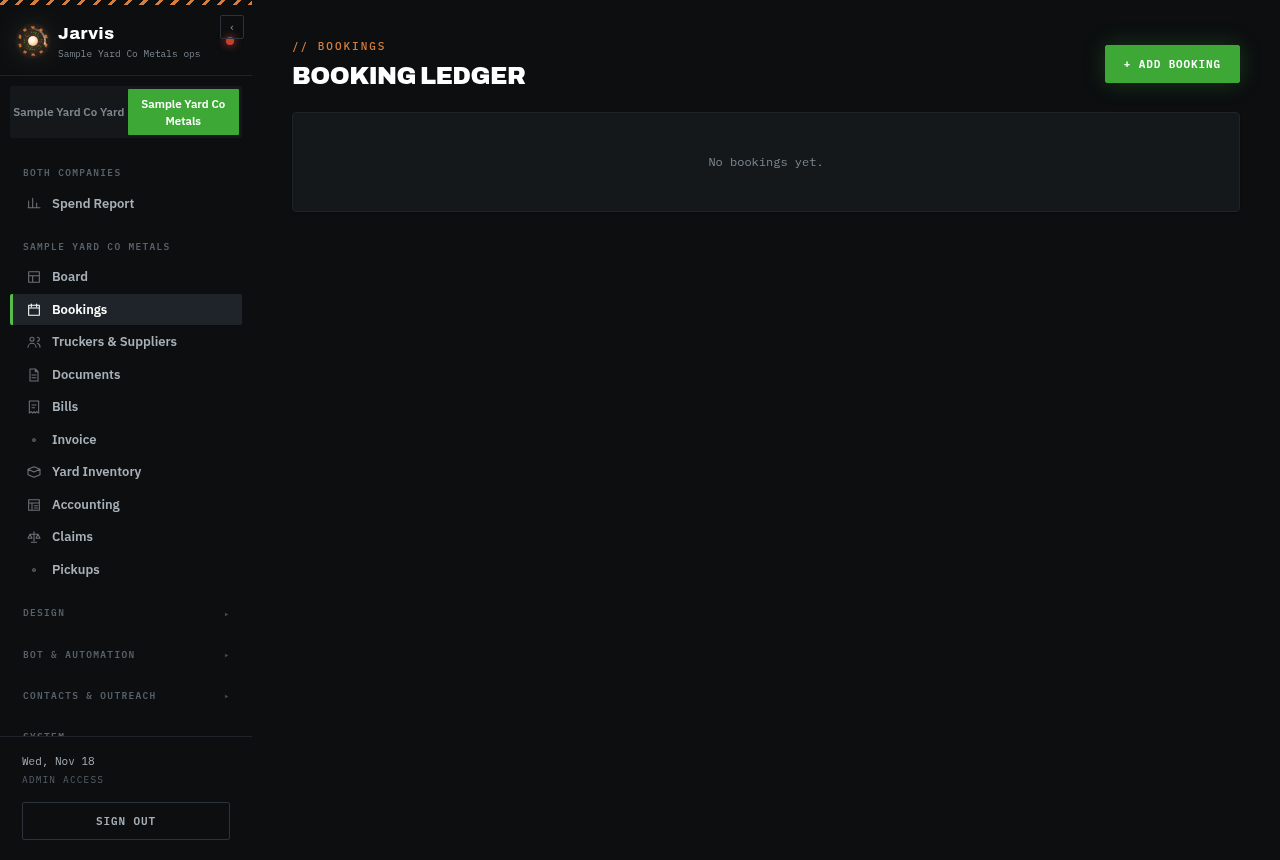 Jarvis
Sample Yard Co Metals ops
‹
Sample Yard Co Yard
Sample Yard Co
Metals
BOTH COMPANIES
Spend Report
SAMPLE YARD CO METALS
Board
Bookings
Truckers & Suppliers
Documents
Bills
Invoice
Yard Inventory
Accounting
Claims
Pickups
DESIGN
BOT & AUTOMATION
CONTACTS & OUTREACH
SYSTEM
Wed, Nov 18
ADMIN ACCESS
SIGN OUT
// BOOKINGS
BOOKING LEDGER
+ ADD BOOKING
No bookings yet.